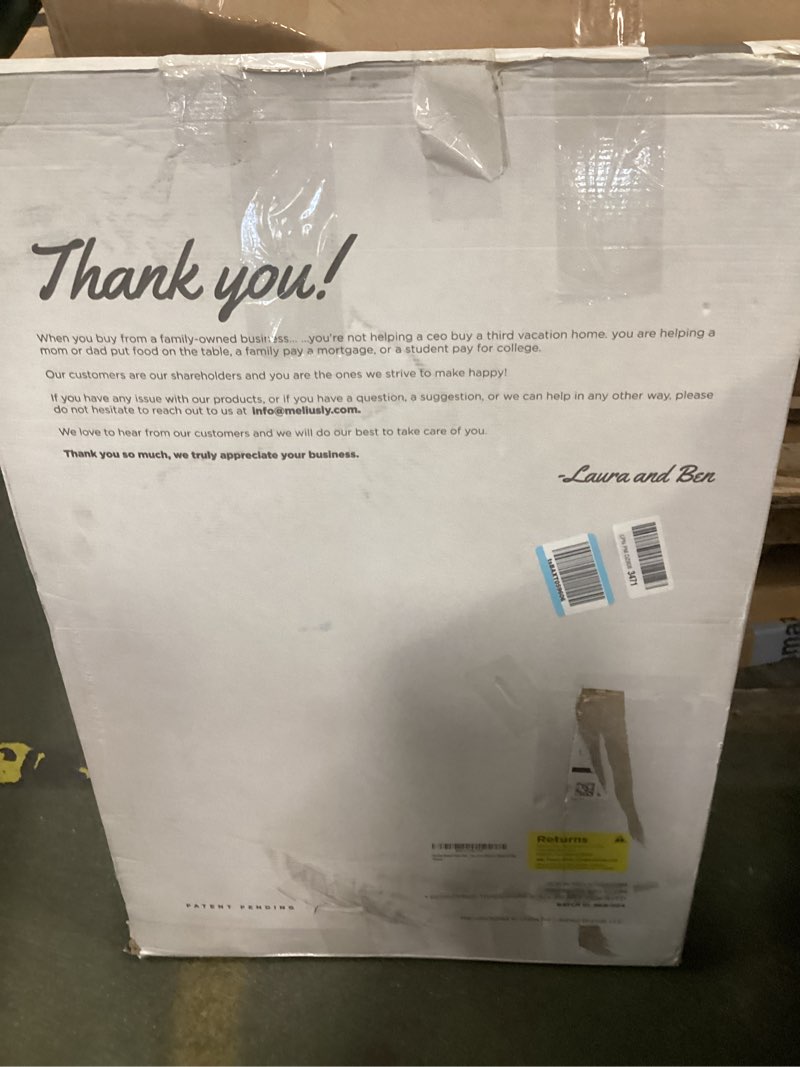 Thank you!
When you buy from a family-owned business... ...you're not helping a ceo buy a third vacation home. you are helping a
mom or dad put food on the table, a family pay a mortgage, or a student pay for college.
Our customers are our shareholders and you are the ones we strive to make happy!
If you have any issue with our products, or if you have a question, a suggestion, or we can help in any other way, please
do not hesitate to reach out to us at info@meliusly.com.
We love to hear from our customers and we will do our best to take care of you.
Thank you so much, we truly appreciate your business.
-Laura and Ben
3471
Returns
PATENT PENDING